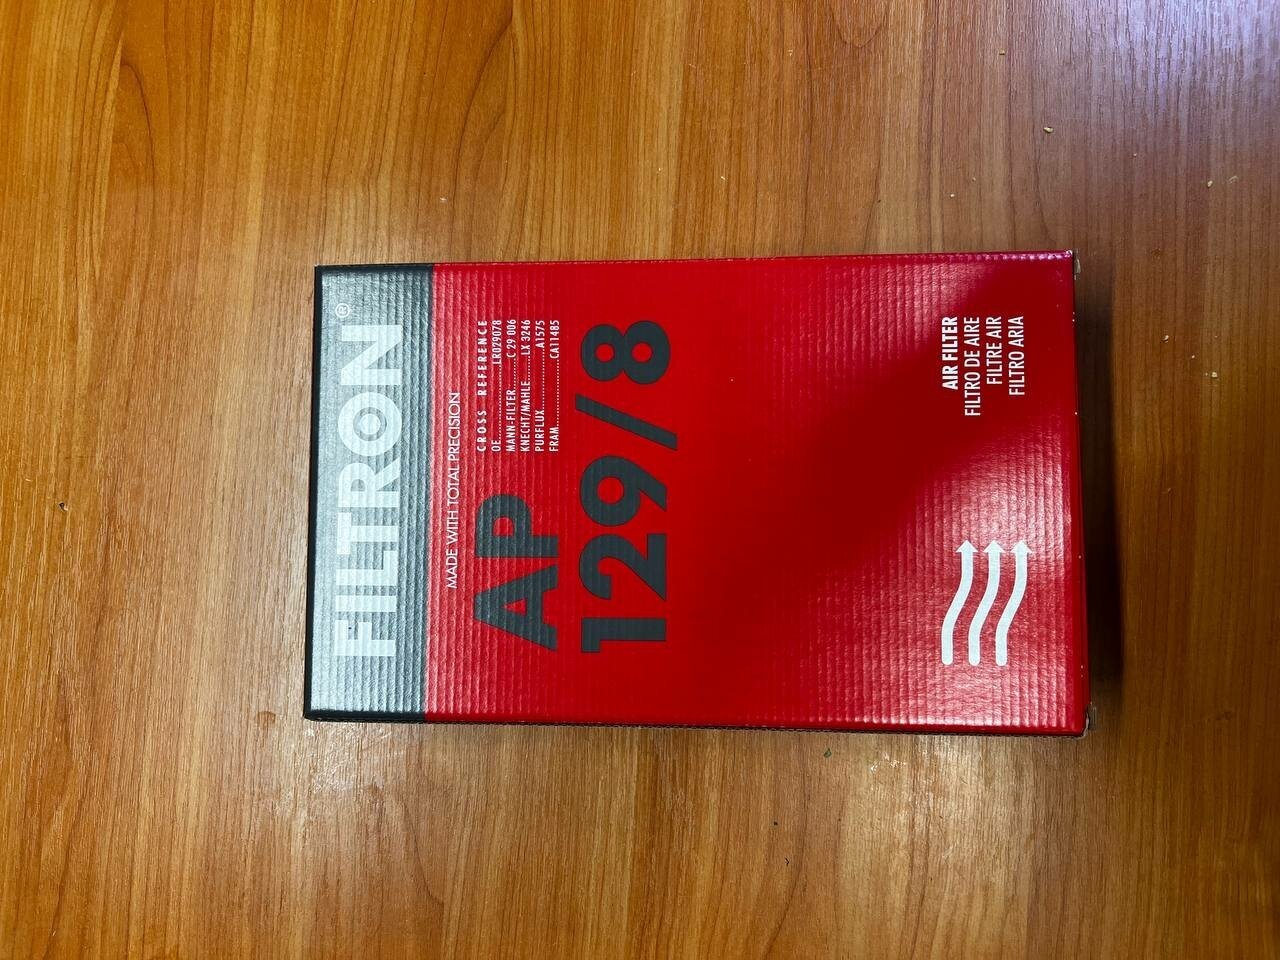 FILTRON®
MADE WITH TOTAL PRECISION
AP
129/8
CROSS REFERENCE
OE....................LR029078
MANN-FILTER.......C 29 006
KNECHT/MAHLE.......LX 3246
PURFLUX................A1575
FRAM....................CA11485
AIR FILTER
FILTRO DE AIRE
FILTRE AIR
FILTRO ARIA